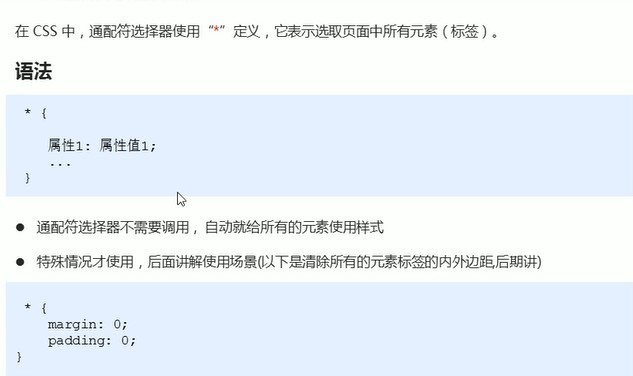 在 CSS 中，通配符选择器使用“*”定义，它表示选取页面中所有元素（标签）。
语法
* {
属性1: 属性值1;
...
}
● 通配符选择器不需要调用，自动就给所有的元素使用样式
● 特殊情况才使用，后面讲解使用场景(以下是清除所有的元素标签的内外边距,后期讲)
* {
margin: 0;
padding: 0;
}